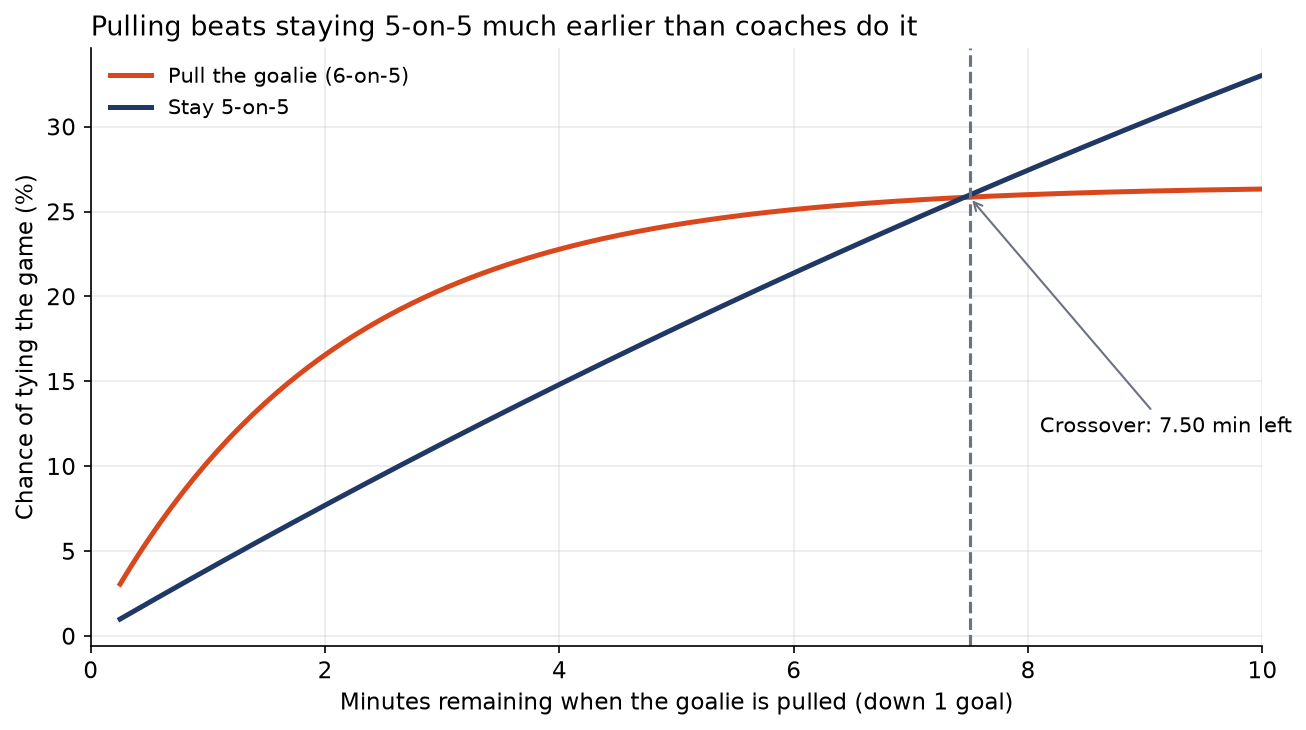 Pulling beats staying 5-on-5 much earlier than coaches do it
Pull the goalie (6-on-5)
Stay 5-on-5
Chance of tying the game (%)
30
25
20
15
10
5
0
Crossover: 7.50 min left
0 2 4 6 8 10
Minutes remaining when the goalie is pulled (down 1 goal)